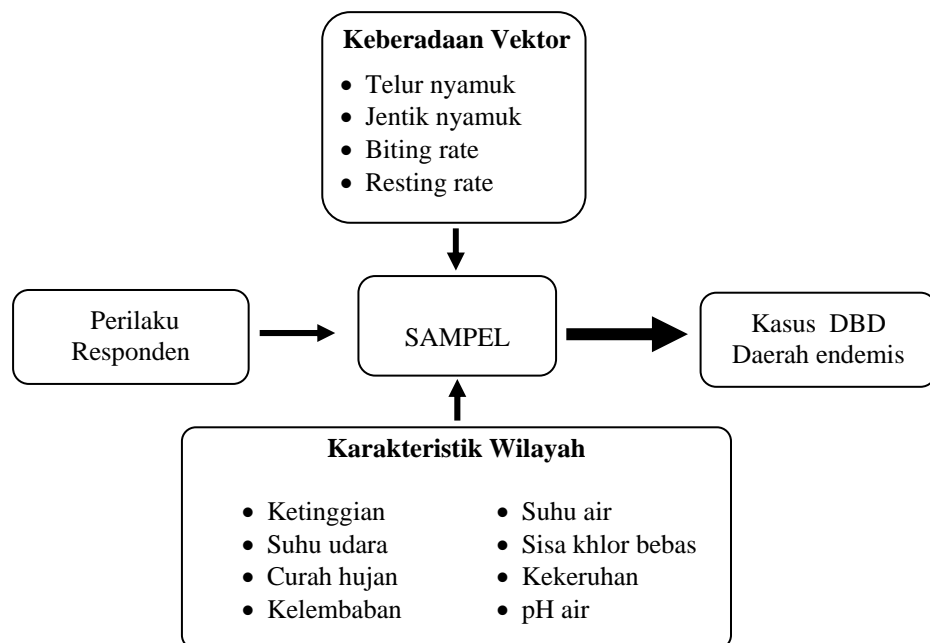 Keberadaan Vektor
• Telur nyamuk
• Jentik nyamuk
• Biting rate
• Resting rate
Perilaku
Responden
SAMPEL
Kasus DBD
Daerah endemis
Karakteristik Wilayah
• Ketinggian
• Suhu udara
• Curah hujan
• Kelembaban
• Suhu air
• Sisa khlor bebas
• Kekeruhan
• pH air